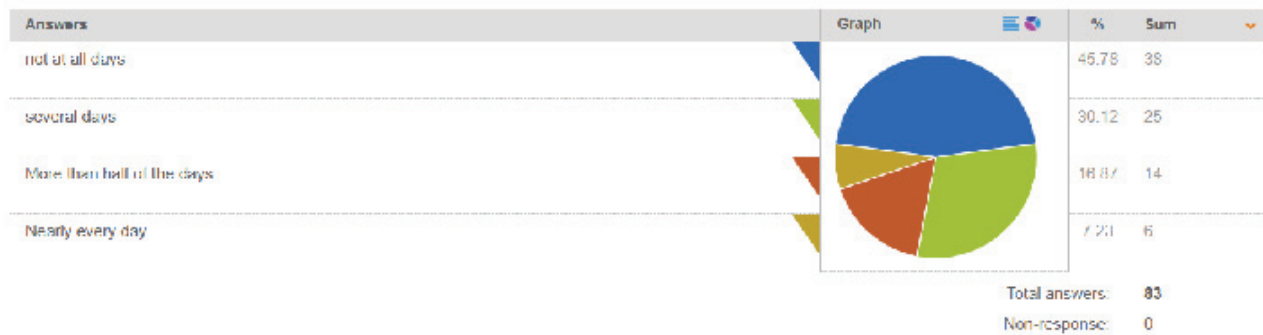 Answers Graph % Sum
not at all days 45.78 38
several days 30.12 25
More than half of the days 16.87 14
Nearly every day 7.23 6
Total answers: 83
Non-response: 0